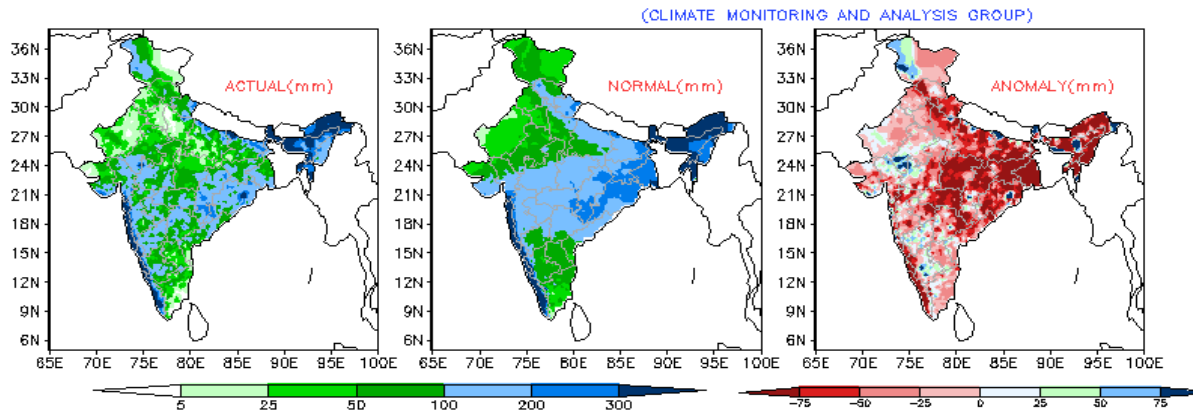 (CLIMATE MONITORING AND ANALYSIS GROUP)
ACTUAL(mm)
36N
33N
30N
27N
24N
21N
18N
15N
12N
9N
6N
65E 70E 75E 80E 85E 90E 95E 100E
NORMAL(mm)
36N
33N
30N
27N
24N
21N
18N
15N
12N
9N
6N
65E 70E 75E 80E 85E 90E 95E 100E
ANOMALY(mm)
36N
33N
30N
27N
24N
21N
18N
15N
12N
9N
6N
65E 70E 75E 80E 85E 90E 95E 100E
5 25 50 100 200 300
-75 -50 -25 0 25 50 75